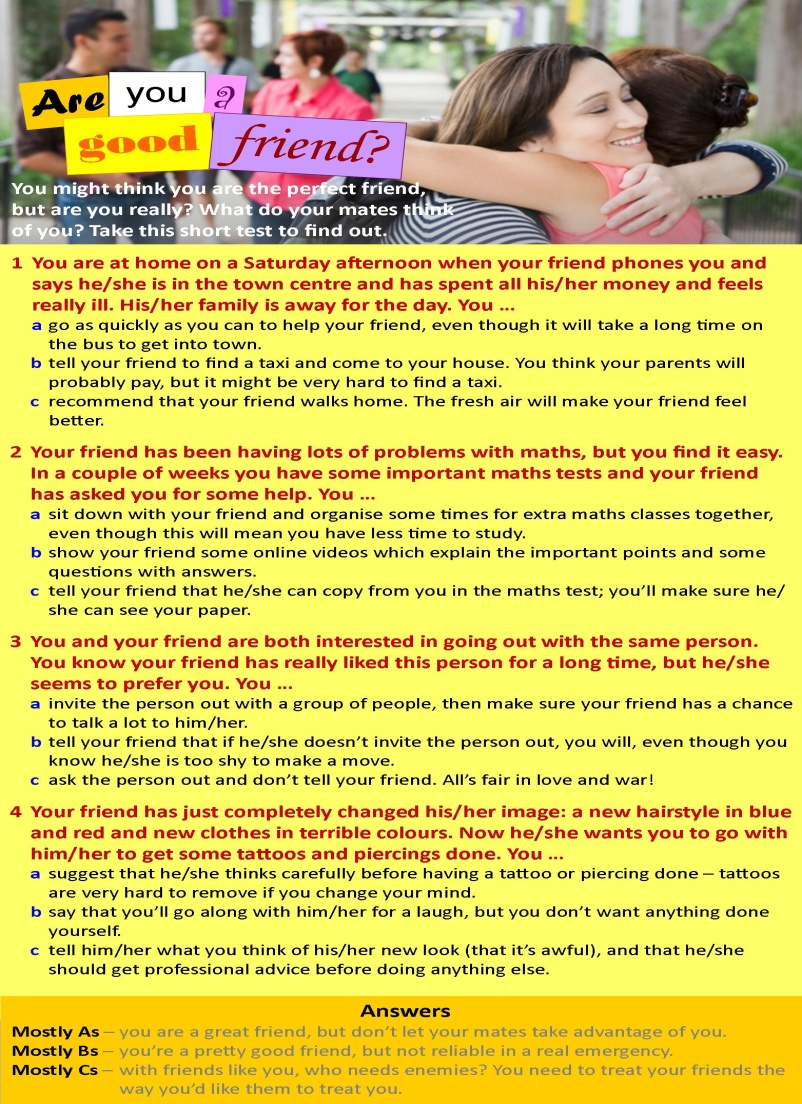 Are you a
good friend?
You might think you are the perfect friend,
but are you really? What do your mates think
of you? Take this short test to find out.
1 You are at home on a Saturday afternoon when your friend phones you and
says he/she is in the town centre and has spent all his/her money and feels
really ill. His/her family is away for the day. You ...
a go as quickly as you can to help your friend, even though it will take a long time on
the bus to get into town.
b tell your friend to find a taxi and come to your house. You think your parents will
probably pay, but it might be very hard to find a taxi.
c recommend that your friend walks home. The fresh air will make your friend feel
better.
2 Your friend has been having lots of problems with maths, but you find it easy.
In a couple of weeks you have some important maths tests and your friend
has asked you for some help. You ...
a sit down with your friend and organise some times for extra maths classes together,
even though this will mean you have less time to study.
b show your friend some online videos which explain the important points and some
questions with answers.
c tell your friend that he/she can copy from you in the maths test; you'll make sure he/
she can see your paper.
3 You and your friend are both interested in going out with the same person.
You know your friend has really liked this person for a long time, but he/she
seems to prefer you. You ...
a invite the person out with a group of people, then make sure your friend has a chance
to talk a lot to him/her.
b tell your friend that if he/she doesn't invite the person out, you will, even though you
know he/she is too shy to make a move.
c ask the person out and don't tell your friend. All's fair in love and war!
4 Your friend has just completely changed his/her image: a new hairstyle in blue
and red and new clothes in terrible colours. Now he/she wants you to go with
him/her to get some tattoos and piercings done. You ...
a suggest that he/she thinks carefully before having a tattoo or piercing done – tattoos
are very hard to remove if you change your mind.
b say that you'll go along with him/her for a laugh, but you don't want anything done
yourself.
c tell him/her what you think of his/her new look (that it's awful), and that he/she
should get professional advice before doing anything else.
Answers
Mostly As – you are a great friend, but don't let your mates take advantage of you.
Mostly Bs – you're a pretty good friend, but not reliable in a real emergency.
Mostly Cs – with friends like you, who needs enemies? You need to treat your friends the
way you'd like them to treat you.